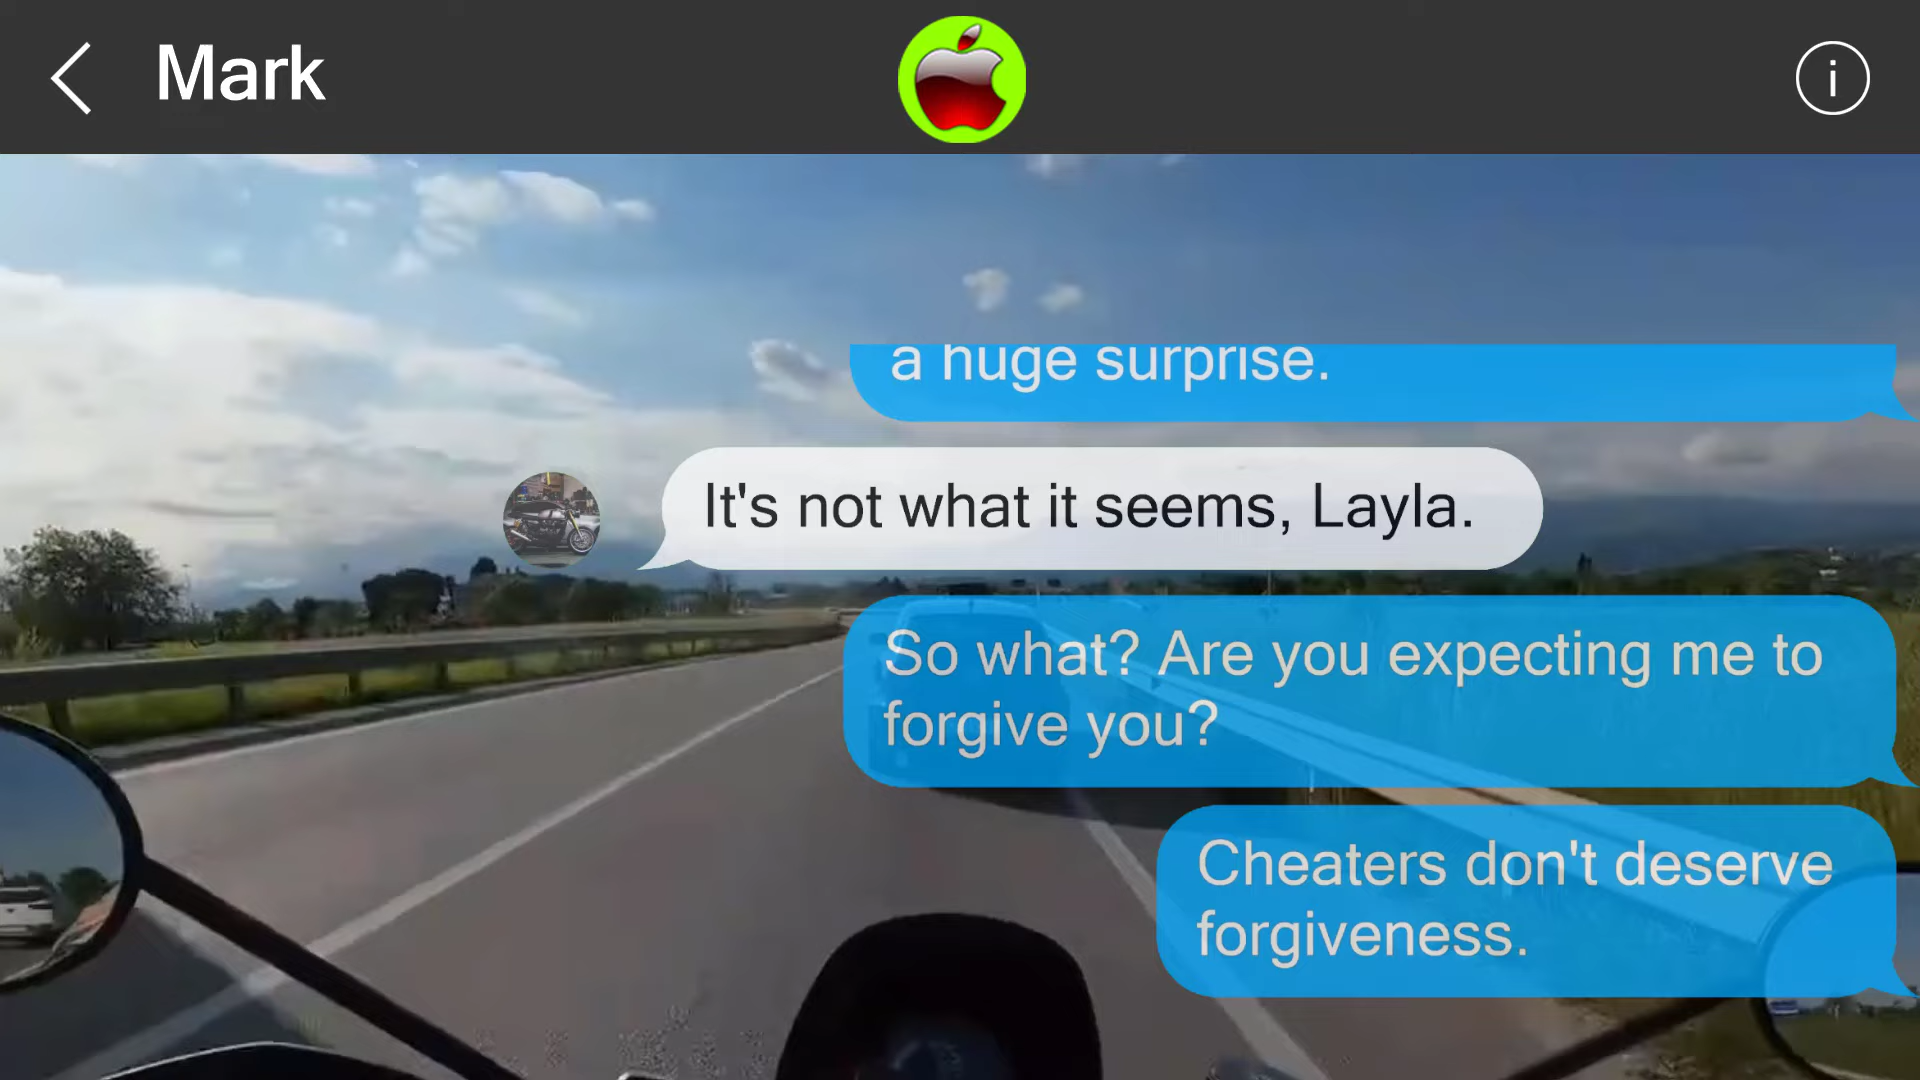 Mark
a huge surprise.
It's not what it seems, Layla.
So what? Are you expecting me to
forgive you?
Cheaters don't deserve
forgiveness.